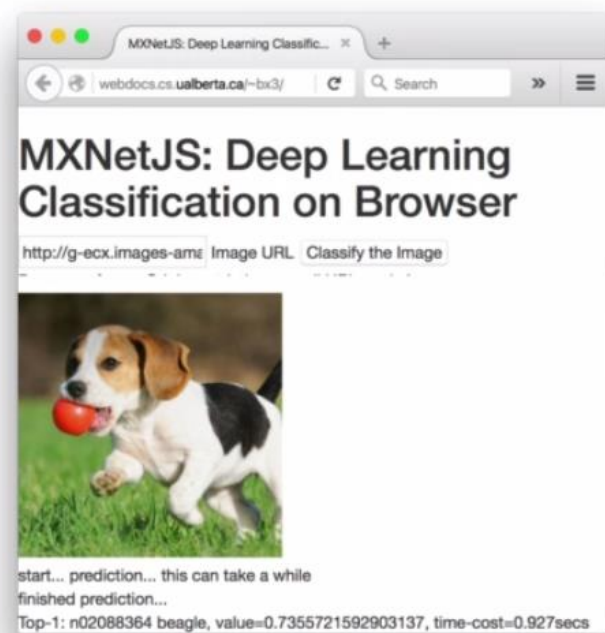 MXNetJS: Deep Learning Classific...
webdocs.cs.ualberta.ca/~bx3/
Search
MXNetJS: Deep Learning
Classification on Browser
http://g-ecx.images-ama Image URL Classify the Image
start... prediction... this can take a while
finished prediction...
Top-1: n02088364 beagle, value=0.7355721592903137, time-cost=0.927secs